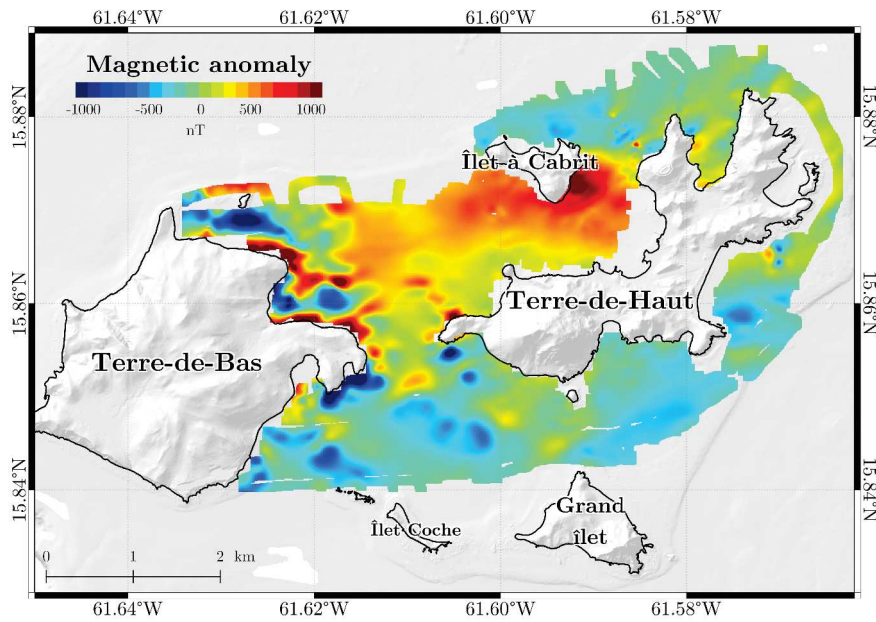 61.64°W 61.62°W 61.60°W 61.58°W
Magnetic anomaly
-1000 -500 0 500 1000
nT
15.88°N 15.88°N
Îlet-à Cabrit
15.86°N 15.86°N
Terre-de-Haut
Terre-de-Bas
15.84°N 15.84°N
Grand
îlet
Îlet-Coche
0 1 2 km
61.64°W 61.62°W 61.60°W 61.58°W